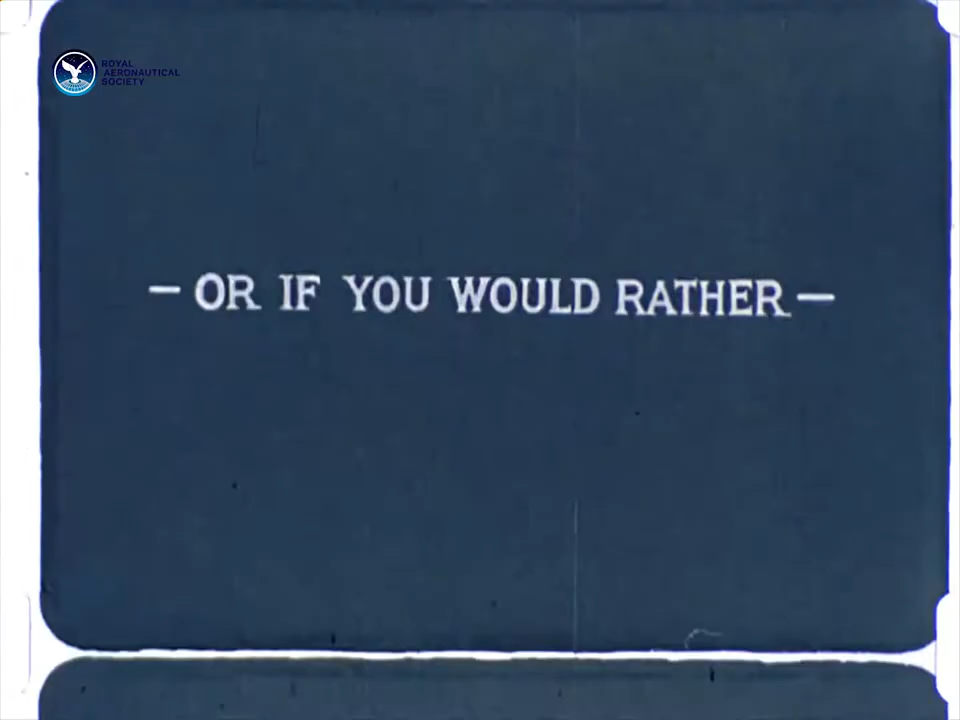 ROYAL
AERONAUTICAL
SOCIETY
— OR IF YOU WOULD RATHER —